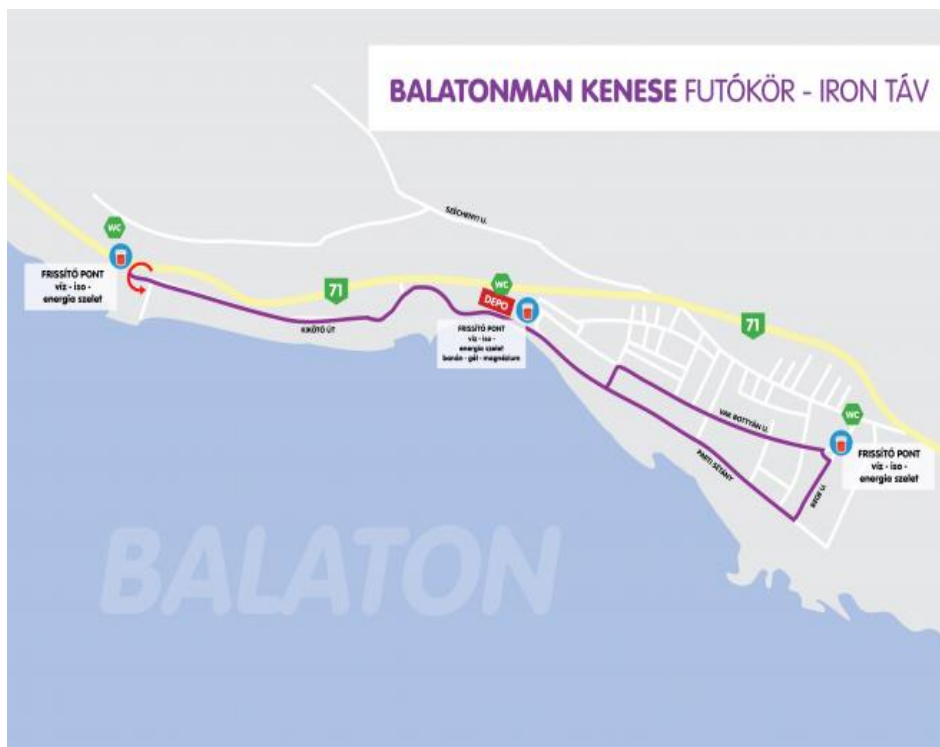 BALATONMAN KENESE FUTÓKÖR - IRON TÁV
SZÉCHENYI U.
WC
FRISSÍTŐ PONT
víz - iso -
energia szelet
71
KIKÖTŐ ÚT
WC
DEPO
FRISSÍTŐ PONT
víz - iso -
energia szelet
banán - gél - magnézium
71
VAK BOTTYÁN U.
PARTI SÉTÁNY
WC
FRISSÍTŐ PONT
víz - iso -
energia szelet
BALATON